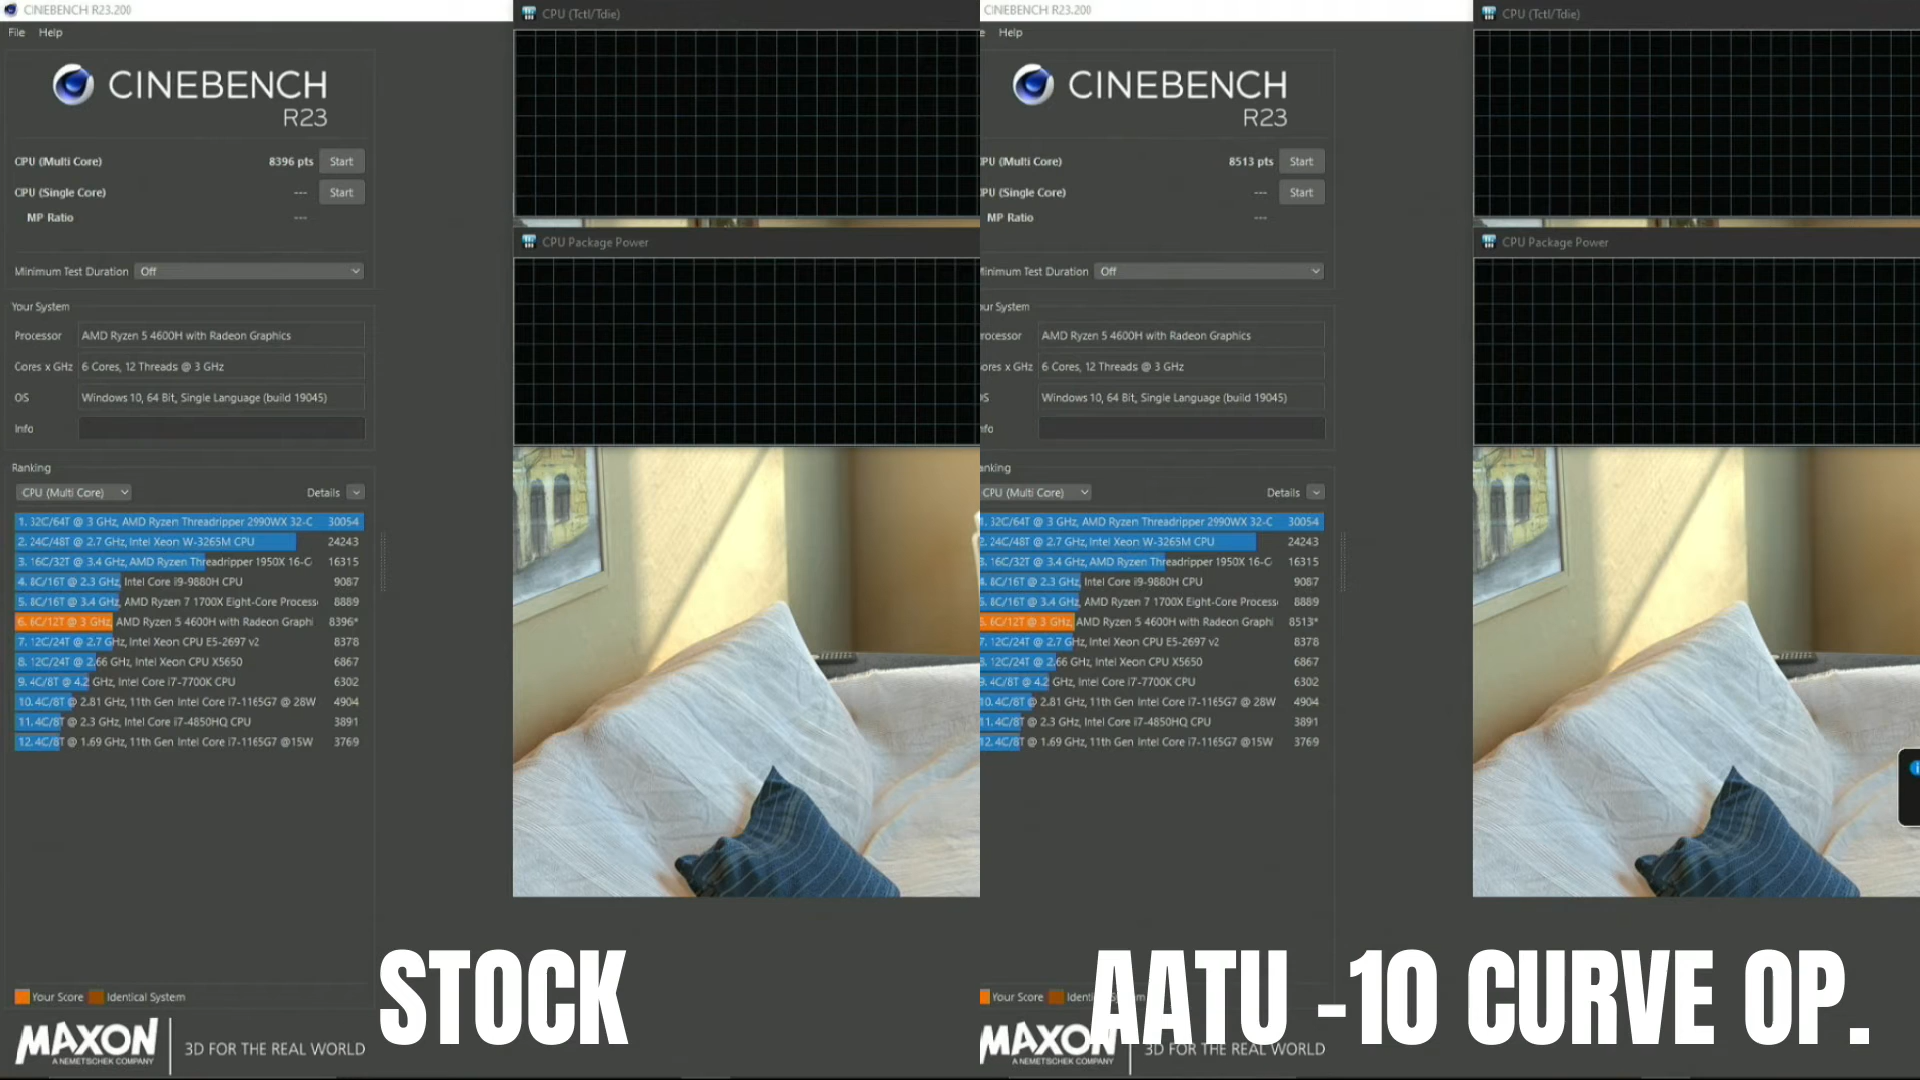 CINEBENCH R23.200
File Help
CINEBENCH
R23
CPU (Multi Core) 8396 pts Start
CPU (Single Core) --- Start
MP Ratio ---
Minimum Test Duration Off
Your System
Processor AMD Ryzen 5 4600H with Radeon Graphics
Cores x GHz 6 Cores, 12 Threads @ 3 GHz
OS Windows 10, 64 Bit, Single Language (build 19045)
Info
Ranking
CPU (Multi Core) Details
1. 32C/64T @ 3 GHz, AMD Ryzen Threadripper 2990WX 32-C 30054
2. 24C/48T @ 2.7 GHz, Intel Xeon W-3265M CPU 24243
3. 16C/32T @ 3.4 GHz, AMD Ryzen Threadripper 1950X 16-C 16315
4. 8C/16T @ 2.3 GHz, Intel Core i9-9880H CPU 9087
5. 8C/16T @ 3.4 GHz, AMD Ryzen 7 1700X Eight-Core Process 8889
6. 6C/12T @ 3 GHz, AMD Ryzen 5 4600H with Radeon Graphi 8396*
7. 12C/24T @ 2.7 GHz, Intel Xeon CPU E5-2697 v2 8378
8. 12C/24T @ 2.66 GHz, Intel Xeon CPU X5650 6867
9. 4C/8T @ 4.2 GHz, Intel Core i7-7700K CPU 6302
10. 4C/8T @ 2.81 GHz, 11th Gen Intel Core i7-1165G7 @ 28W 4904
11. 4C/8T @ 2.3 GHz, Intel Core i7-4850HQ CPU 3891
12. 4C/8T @ 1.69 GHz, 11th Gen Intel Core i7-1165G7 @15W 3769
Your Score Identical System
MAXON
A NEMETSCHEK COMPANY
3D FOR THE REAL WORLD
CPU (Tctl/Tdie)
CPU Package Power
STOCK
CINEBENCH R23.200
e Help
CINEBENCH
R23
PU (Multi Core) 8513 pts Start
PU (Single Core) --- Start
MP Ratio ---
Minimum Test Duration Off
ur System
rocessor AMD Ryzen 5 4600H with Radeon Graphics
ores x GHz 6 Cores, 12 Threads @ 3 GHz
OS Windows 10, 64 Bit, Single Language (build 19045)
nfo
anking
CPU (Multi Core) Details
1. 32C/64T @ 3 GHz, AMD Ryzen Threadripper 2990WX 32-C 30054
2. 24C/48T @ 2.7 GHz, Intel Xeon W-3265M CPU 24243
3. 16C/32T @ 3.4 GHz, AMD Ryzen Threadripper 1950X 16-C 16315
4. 8C/16T @ 2.3 GHz, Intel Core i9-9880H CPU 9087
5. 8C/16T @ 3.4 GHz, AMD Ryzen 7 1700X Eight-Core Process 8889
6. 6C/12T @ 3 GHz, AMD Ryzen 5 4600H with Radeon Graphi 8513*
7. 12C/24T @ 2.7 GHz, Intel Xeon CPU E5-2697 v2 8378
8. 12C/24T @ 2.66 GHz, Intel Xeon CPU X5650 6867
9. 4C/8T @ 4.2 GHz, Intel Core i7-7700K CPU 6302
10. 4C/8T @ 2.81 GHz, 11th Gen Intel Core i7-1165G7 @ 28W 4904
11. 4C/8T @ 2.3 GHz, Intel Core i7-4850HQ CPU 3891
12. 4C/8T @ 1.69 GHz, 11th Gen Intel Core i7-1165G7 @15W 3769
Your Score
MAXON
A NEMETSCHEK COMPANY
3D FOR THE REAL WORLD
CPU (Tctl/Tdie)
CPU Package Power
AATU -10 CURVE OP.